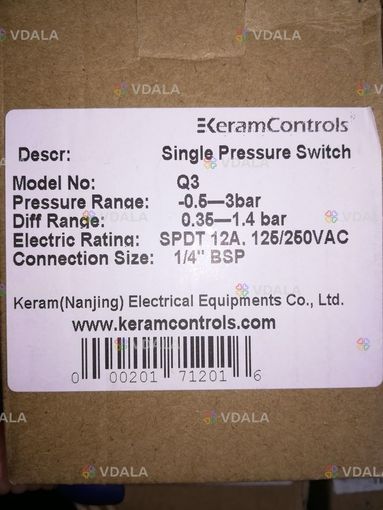 KeramControls
Descr: Single Pressure Switch
Model No: Q3
Pressure Range: -0.5—3bar
Diff Range: 0.35—1.4 bar
Electric Rating: SPDT 12A, 125/250VAC
Connection Size: 1/4" BSP
Keram(Nanjing) Electrical Equipments Co., Ltd.
www.keramcontrols.com
0 00201 71201 6
VDALA